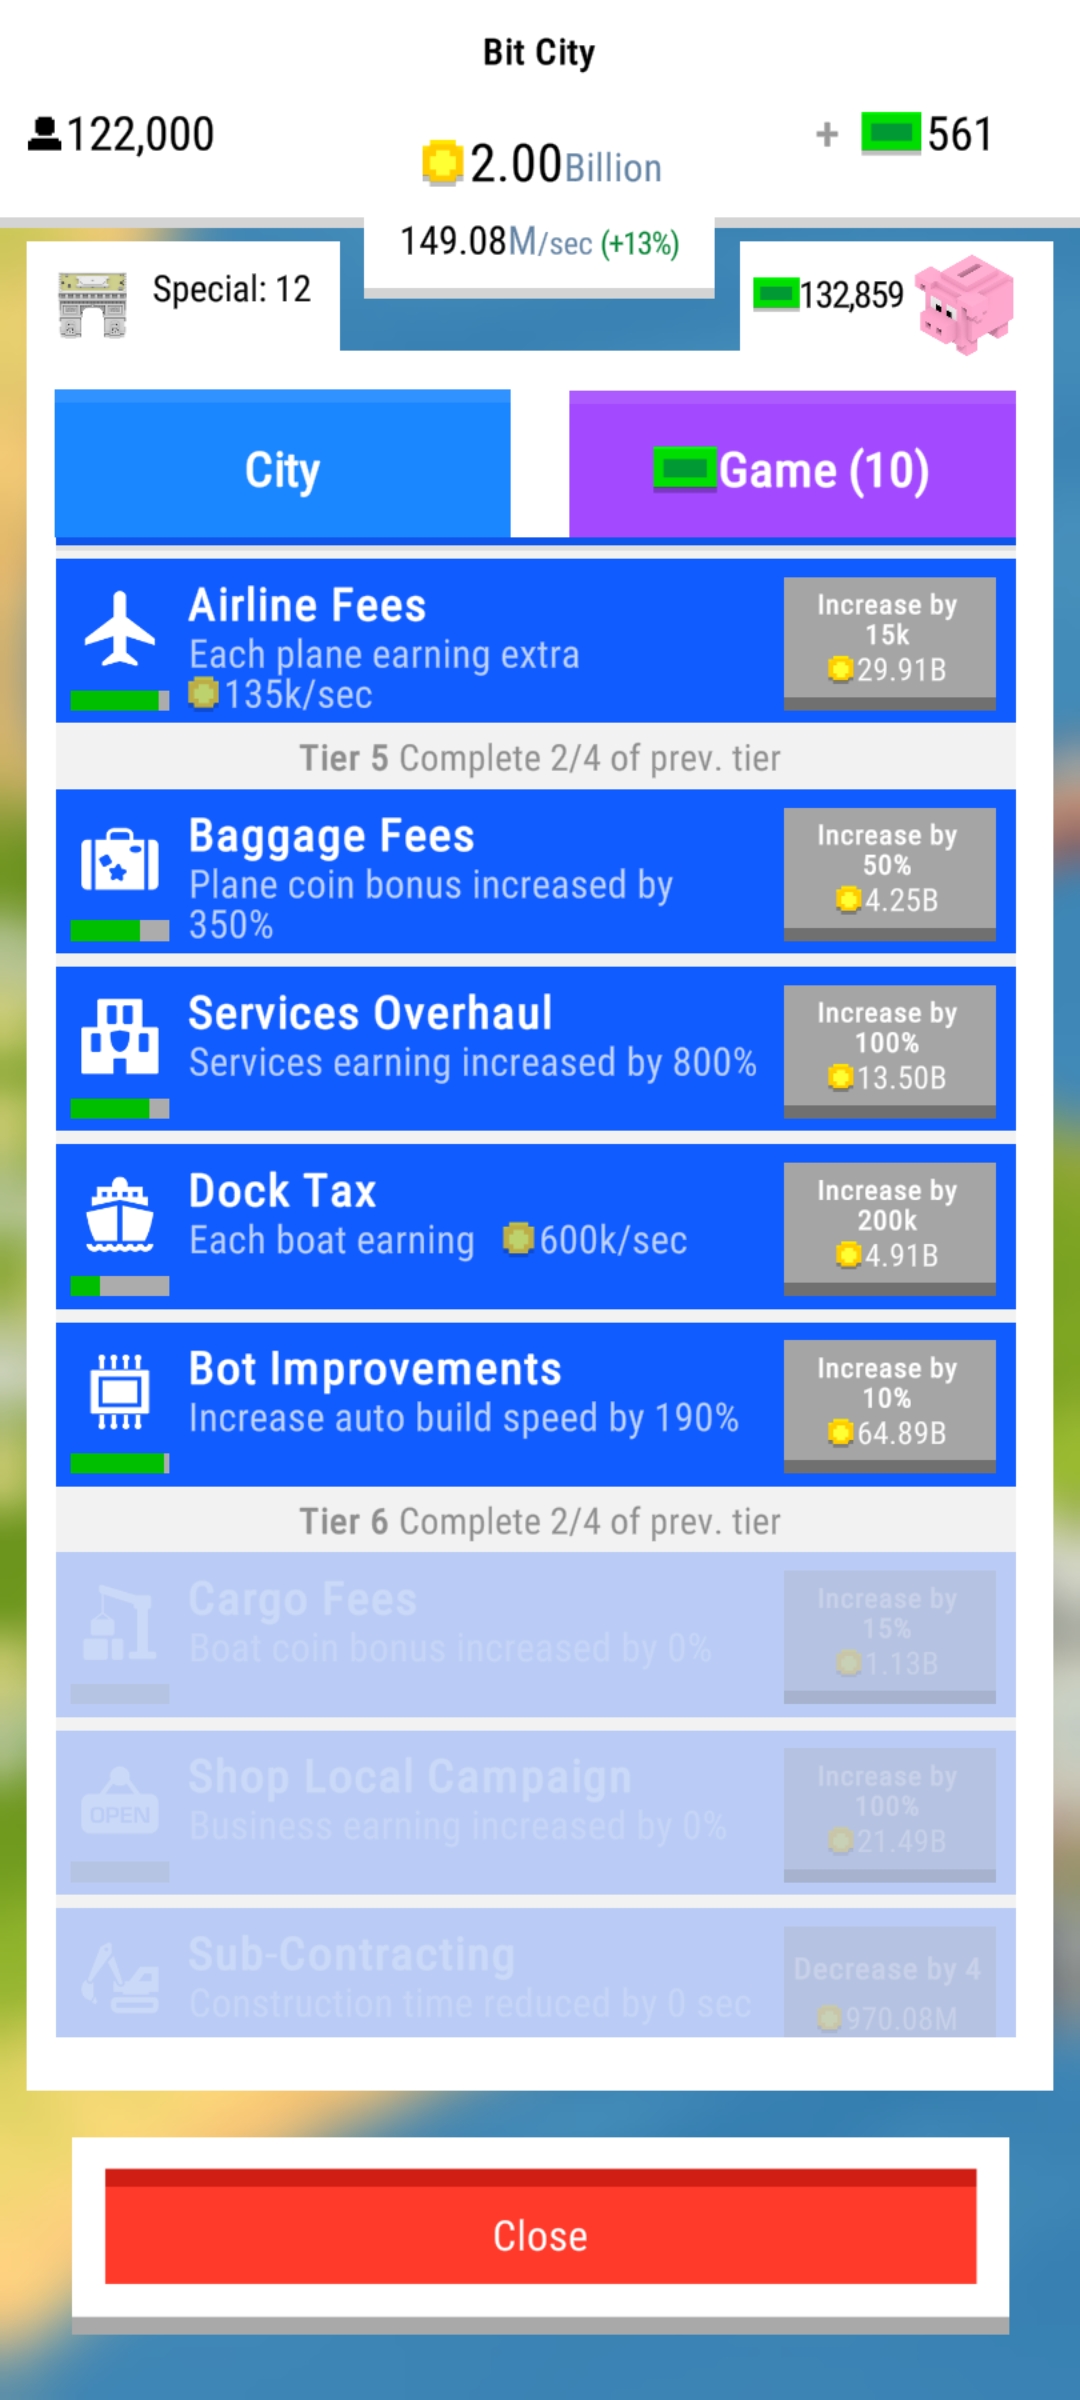 Bit City
122,000
2.00Billion
+ 561
149.08M/sec (+13%)
Special: 12
132,859
City
Game (10)
Airline Fees
Each plane earning extra
135k/sec
Increase by
15k
29.91B
Tier 5 Complete 2/4 of prev. tier
Baggage Fees
Plane coin bonus increased by
350%
Increase by
50%
4.25B
Services Overhaul
Services earning increased by 800%
Increase by
100%
13.50B
Dock Tax
Each boat earning 600k/sec
Increase by
200k
4.91B
Bot Improvements
Increase auto build speed by 190%
Increase by
10%
64.89B
Tier 6 Complete 2/4 of prev. tier
Cargo Fees
Boat coin bonus increased by 0%
Increase by
15%
1.13B
OPEN
Shop Local Campaign
Business earning increased by 0%
Increase by
100%
21.49B
Sub-Contracting
Construction time reduced by 0 sec
Decrease by 4
970.08M
Close